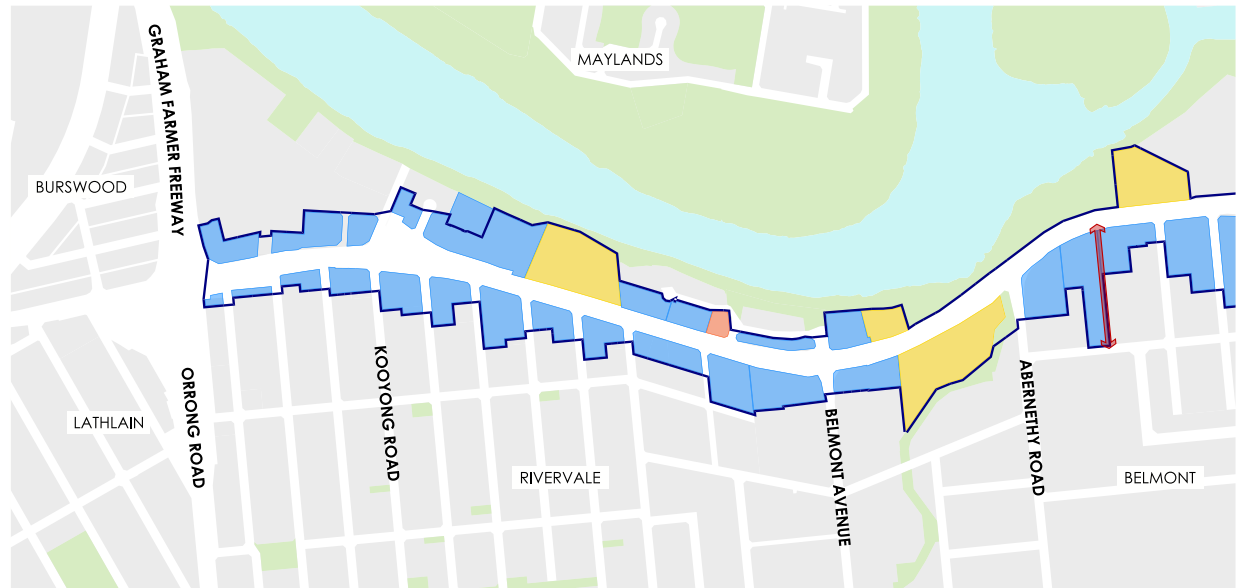 MAYLANDS
GRAHAM FARMER FREEWAY
BURSWOOD
KOOYONG ROAD
ORRONG ROAD
LATHLAIN
RIVERVALE
BELMONT AVENUE
ABERNETHY ROAD
BELMONT